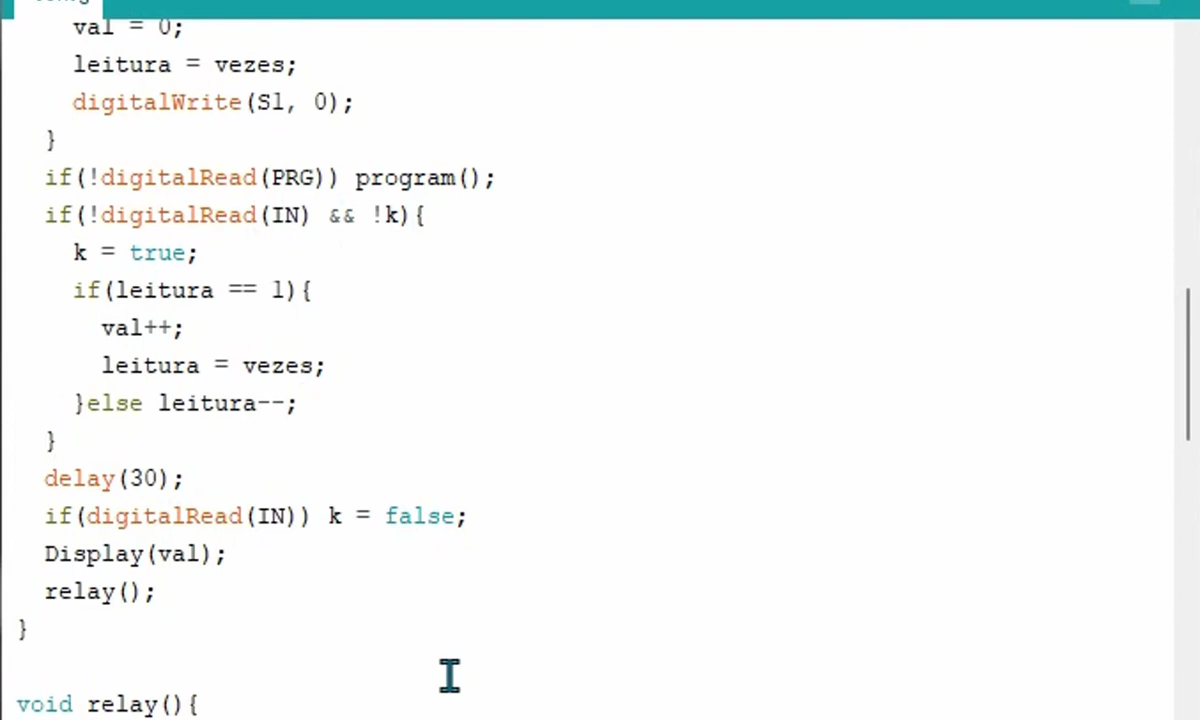 val = 0;
leitura = vezes;
digitalWrite(Sl, 0);
}
if(!digitalRead(PRG)) program();
if(!digitalRead(IN) && !k){
k = true;
if(leitura == 1){
val++;
leitura = vezes;
}else leitura--;
}
delay(30);
if(digitalRead(IN)) k = false;
Display(val);
relay();
}
void relay(){